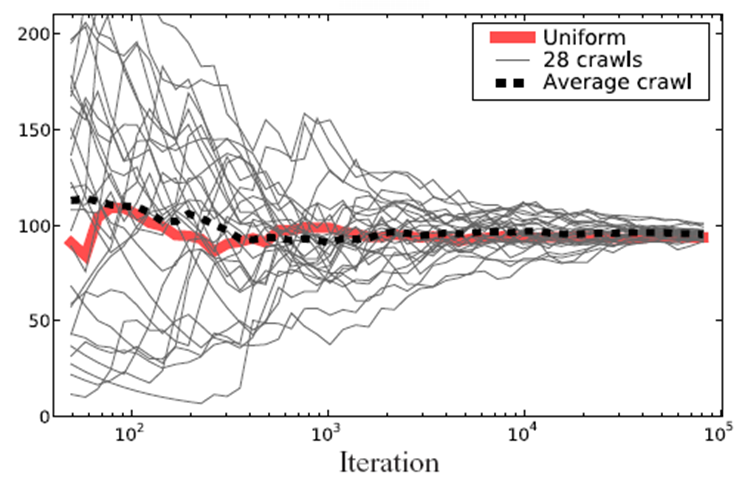 200
150
100
50
0
10²
10³
10⁴
10⁵
Iteration
Uniform
28 crawls
Average crawl